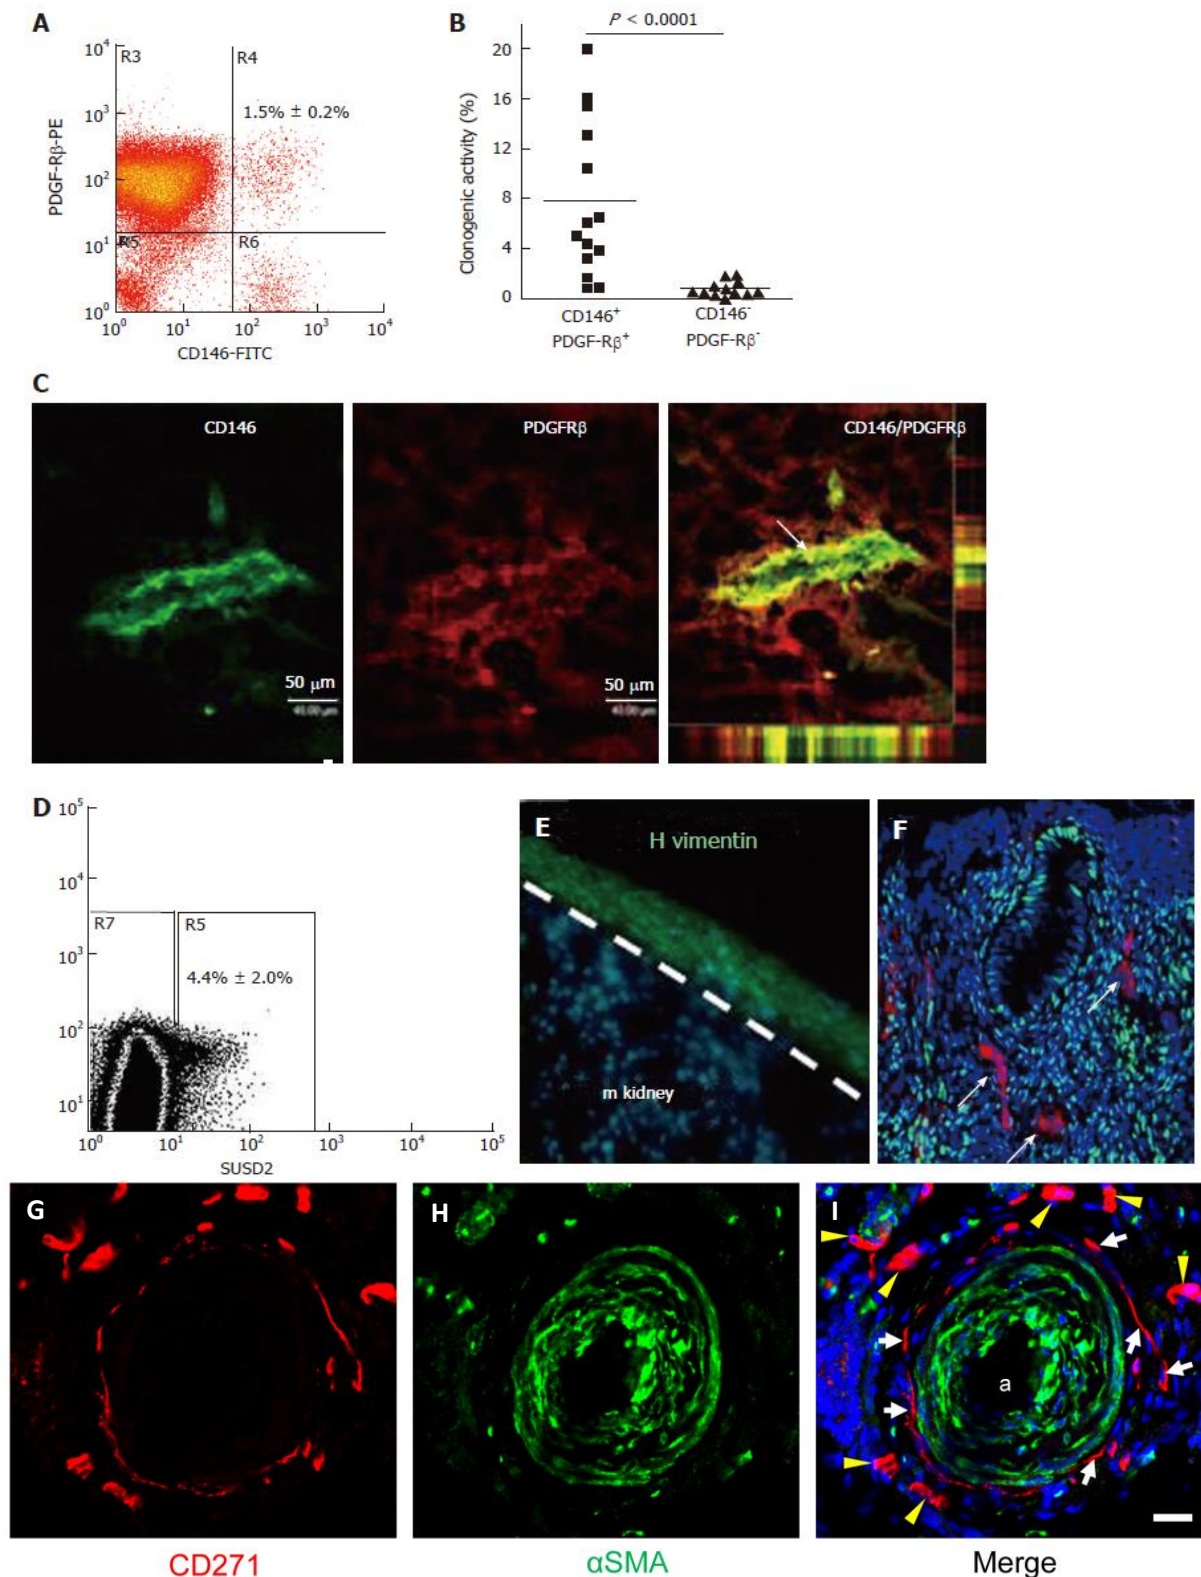 A
PDGF-Rβ-PE
10⁴
10³
10²
10¹
10⁰
R3
R4
1.5% ± 0.2%
R6
10⁰ 10¹ 10² 10³ 10⁴
CD146-FITC
B
P < 0.0001
Clonogenic activity (%)
20
16
12
8
4
0
CD146⁺
PDGF-Rβ⁺
CD146⁻
PDGF-Rβ⁻
C
CD146
50 μm
PDGFRβ
50 μm
CD146/PDGFRβ
D
10⁵
10⁴
10³
10²
10¹
R7
R5
4.4% ± 2.0%
10⁰ 10¹ 10² 10³ 10⁴ 10⁵
SUSD2
E
H vimentin
m kidney
F
G
CD271
H
αSMA
I
a
Merge